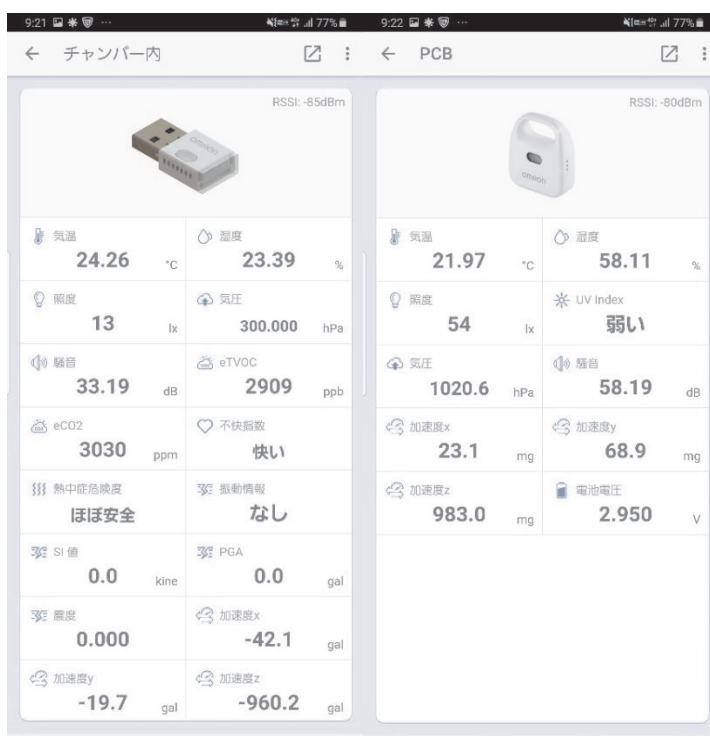 9:21 77%
チャンバー内
RSSI: -85dBm
omron
気温
24.26 °C
湿度
23.39 %
照度
13 lx
気圧
300.000 hPa
騒音
33.19 dB
eTVOC
2909 ppb
eCO2
3030 ppm
不快指数
快い
熱中症危険度
ほぼ安全
振動情報
なし
SI 値
0.0 kine
PGA
0.0 gal
震度
0.000
加速度x
-42.1 gal
加速度y
-19.7 gal
加速度z
-960.2 gal
9:22 77%
PCB
RSSI: -80dBm
omron
気温
21.97 °C
湿度
58.11 %
照度
54 lx
UV Index
弱い
気圧
1020.6 hPa
騒音
58.19 dB
加速度x
23.1 mg
加速度y
68.9 mg
加速度z
983.0 mg
電池電圧
2.950 V